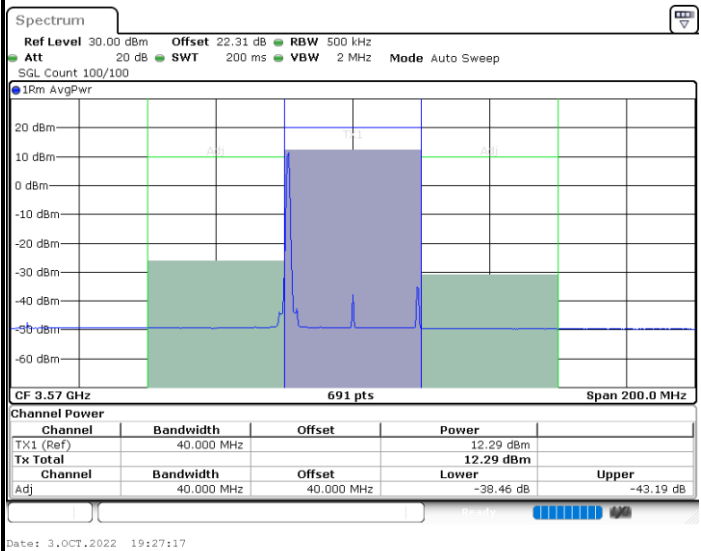 Spectrum
Ref Level 30.00 dBm Offset 22.31 dB RBW 500 kHz
Att 20 dB SWT 200 ms VBW 2 MHz Mode Auto Sweep
SGL Count 100/100
1Rm AvgPwr
TX1
Adj Adj
20 dBm
10 dBm
0 dBm
-10 dBm
-20 dBm
-30 dBm
-40 dBm
-50 dBm
-60 dBm
CF 3.57 GHz 691 pts Span 200.0 MHz
Channel Power
Channel Bandwidth Offset Power
TX1 (Ref) 40.000 MHz 12.29 dBm
Tx Total 12.29 dBm
Channel Bandwidth Offset Lower Upper
Adj 40.000 MHz 40.000 MHz -38.46 dB -43.19 dB
Ready
Date: 3.OCT.2022 19:27:17